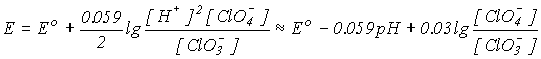 E = E° + 0.059/2 lg [ H⁺ ]² [ ClO₄⁻ ] / [ ClO₃⁻ ] ≈ E° − 0.059pH + 0.03lg [ ClO₄⁻ ] / [ ClO₃⁻ ]